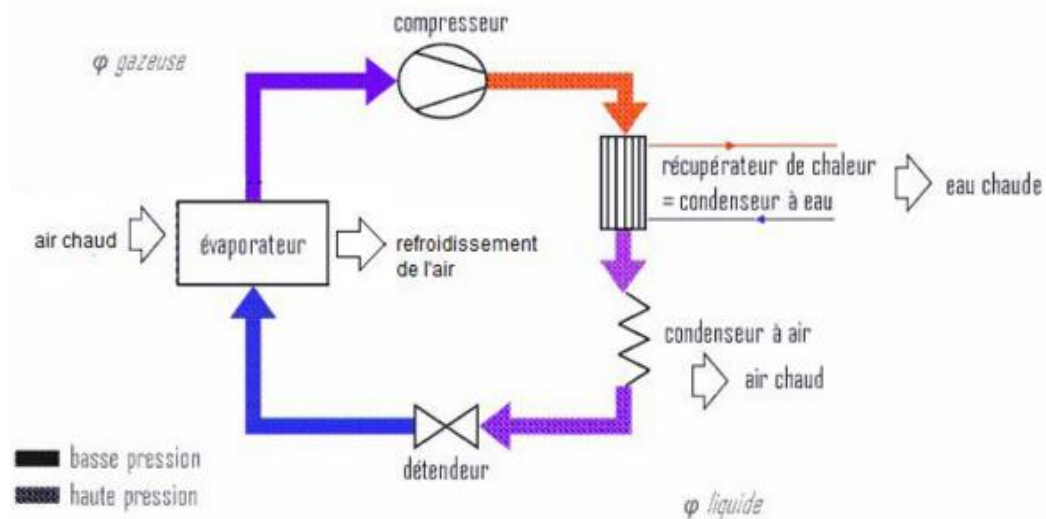 compresseur
φ gazeuse
récupérateur de chaleur
= condenseur à eau
eau chaude
air chaud
évaporateur
refroidissement
de l'air
condenseur à air
air chaud
détendeur
basse pression
haute pression
φ liquide